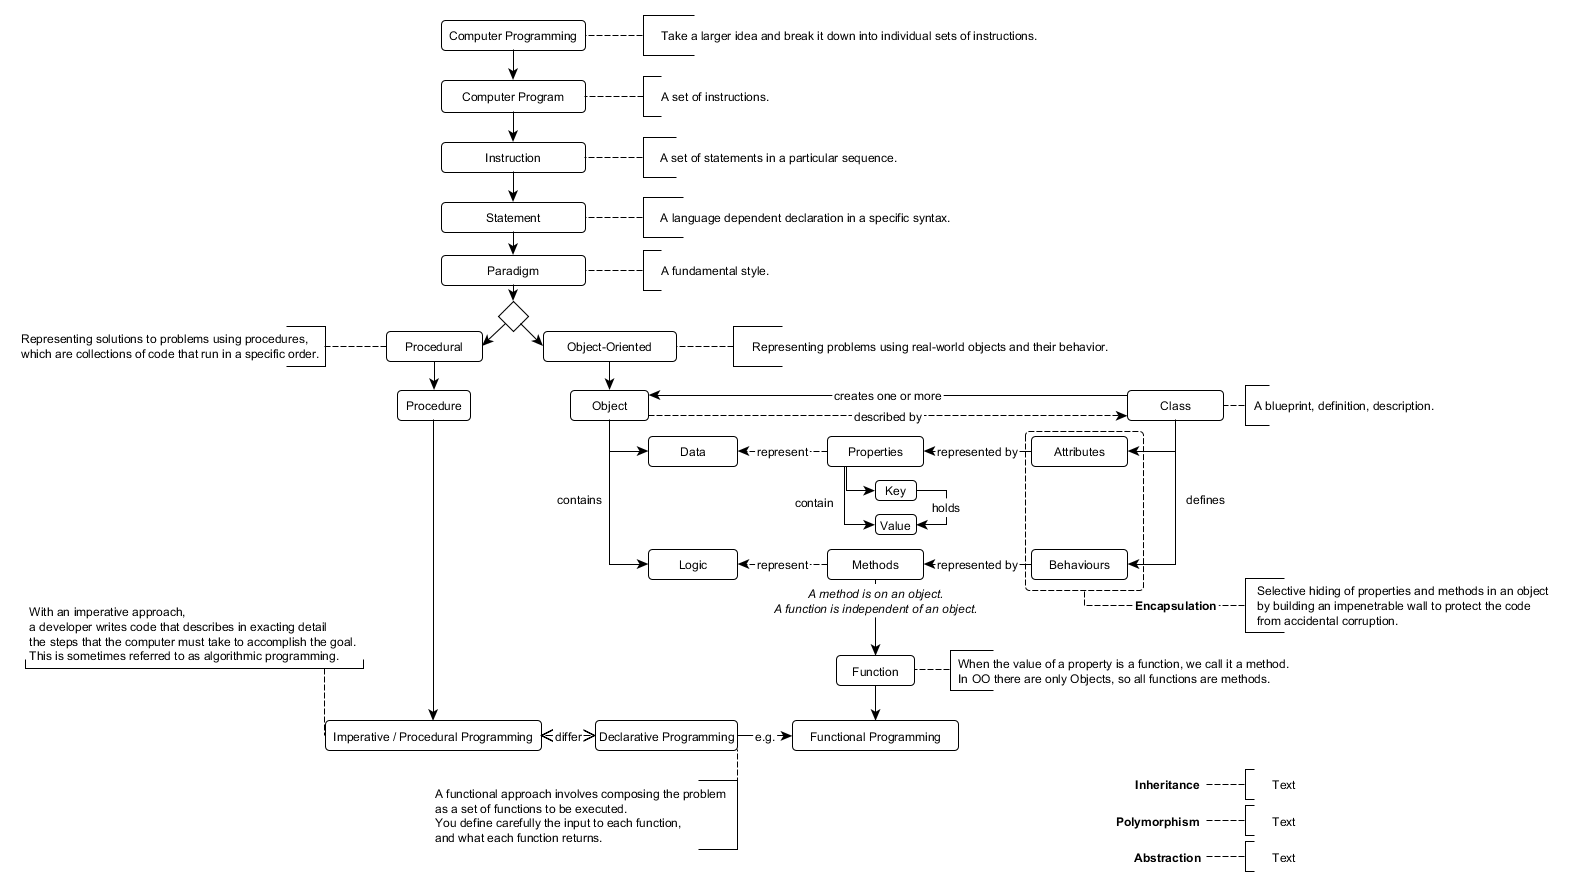 Computer Programming
Take a larger idea and break it down into individual sets of instructions.
Computer Program
A set of instructions.
Instruction
A set of statements in a particular sequence.
Statement
A language dependent declaration in a specific syntax.
Paradigm
A fundamental style.
Representing solutions to problems using procedures,
which are collections of code that run in a specific order.
Procedural
Object-Oriented
Representing problems using real-world objects and their behavior.
Procedure
Object
creates one or more
described by
Class
A blueprint, definition, description.
Data
represent
Properties
represented by
Attributes
contains
contain
Key
holds
Value
defines
Logic
represent
Methods
represented by
Behaviours
A method is on an object.
A function is independent of an object.
Encapsulation
Selective hiding of properties and methods in an object
by building an impenetrable wall to protect the code
from accidental corruption.
With an imperative approach,
a developer writes code that describes in exacting detail
the steps that the computer must take to accomplish the goal.
This is sometimes referred to as algorithmic programming.
Function
When the value of a property is a function, we call it a method.
In OO there are only Objects, so all functions are methods.
Imperative / Procedural Programming
differ
Declarative Programming
e.g.
Functional Programming
A functional approach involves composing the problem
as a set of functions to be executed.
You define carefully the input to each function,
and what each function returns.
Inheritance
Text
Polymorphism
Text
Abstraction
Text